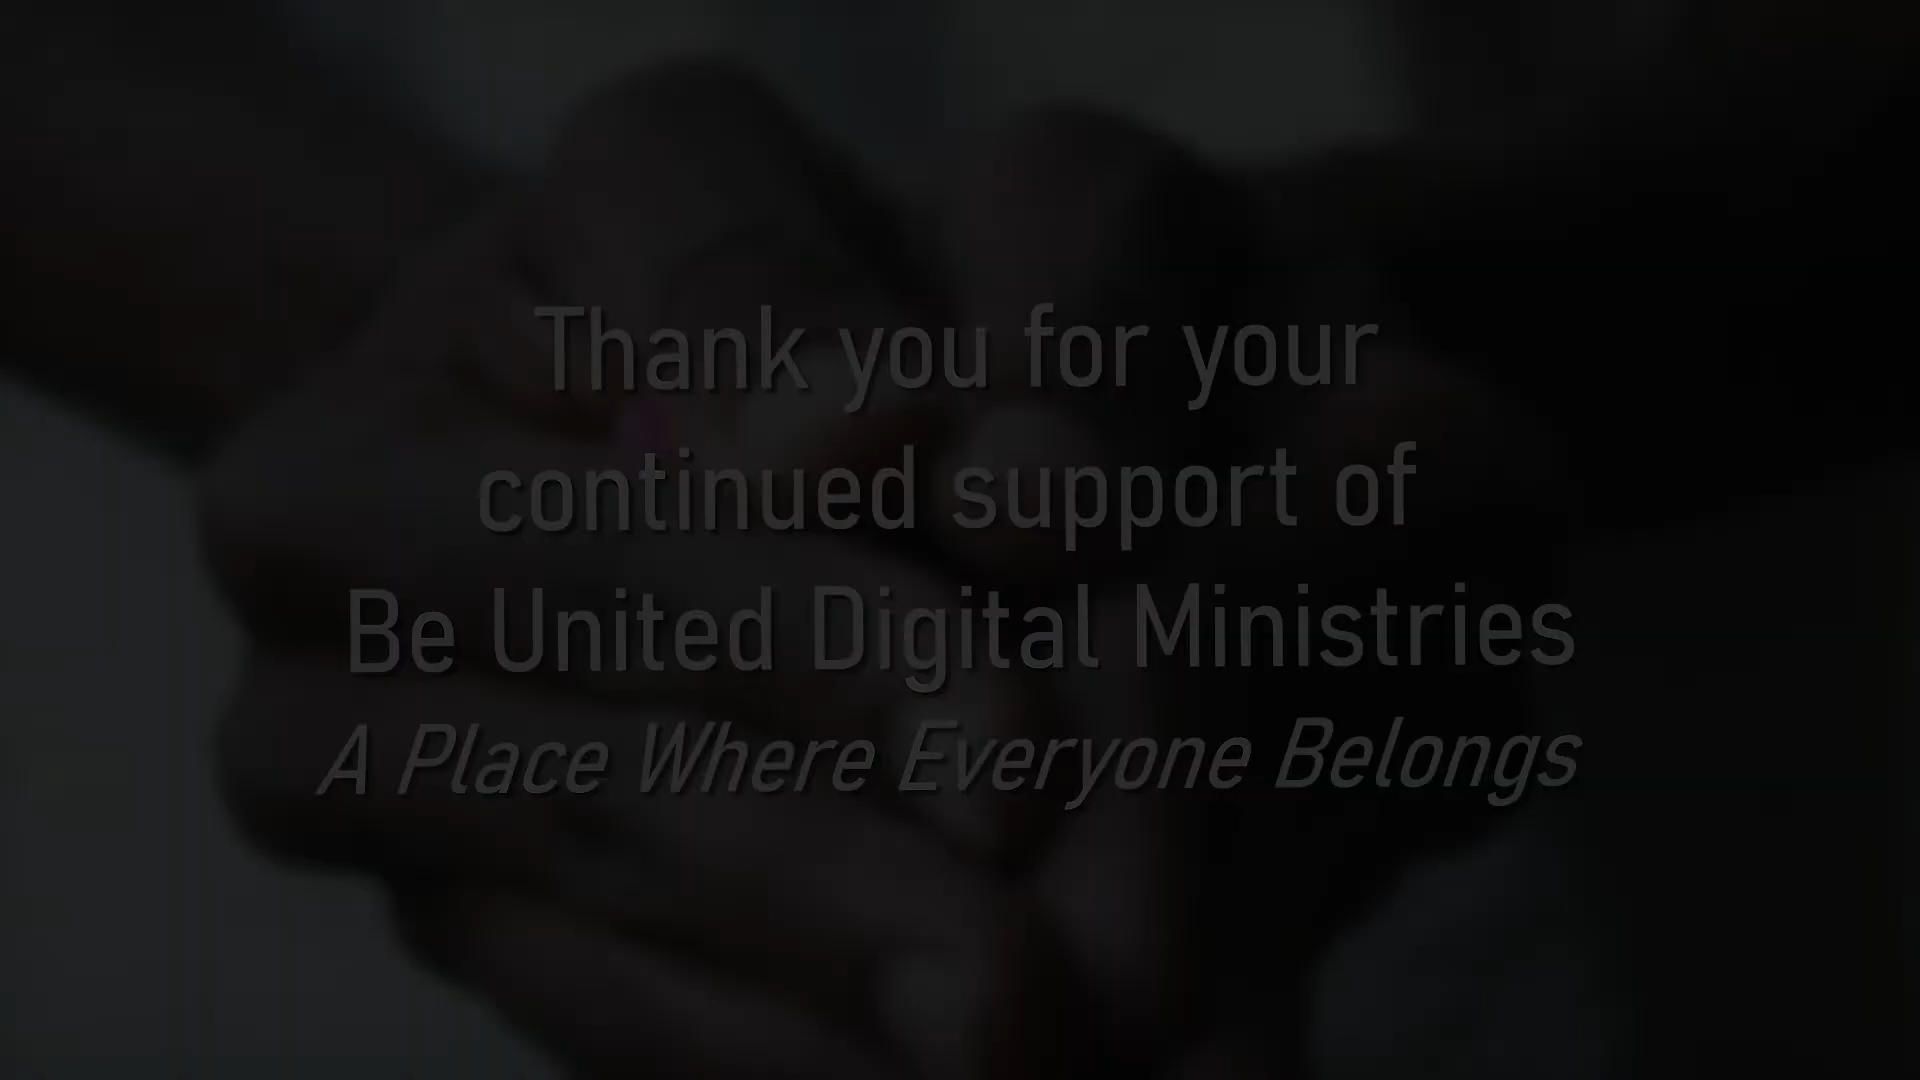 Thank you for your
continued support of
Be United Digital Ministries
A Place Where Everyone Belongs